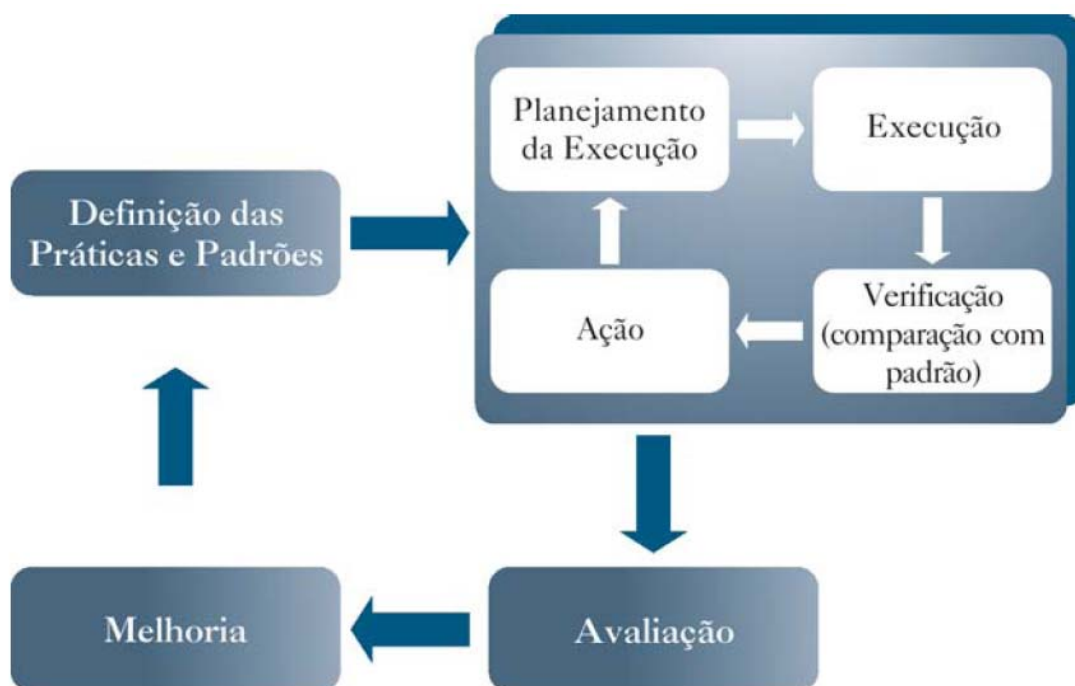 Planejamento
da Execução
Execução
Definição das
Práticas e Padrões
Ação
Verificação
(comparação com
padrão)
Melhoria
Avaliação